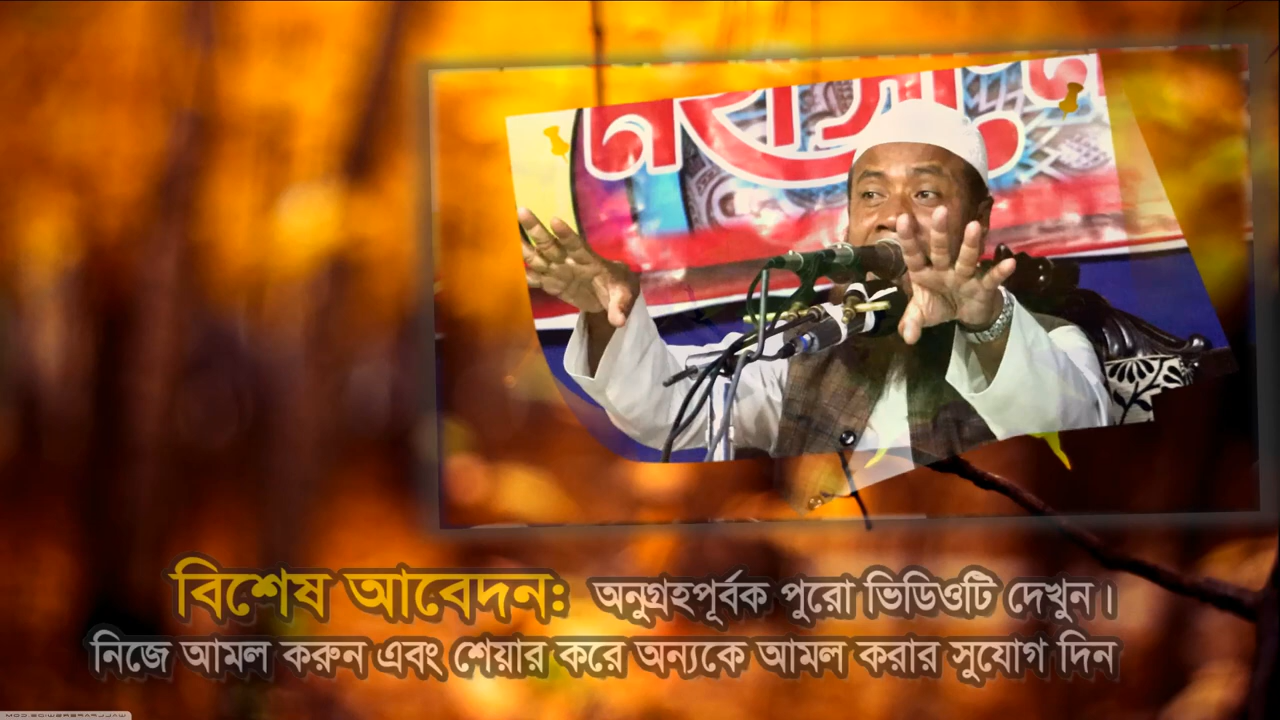 বিশেষ আবেদন: অনুগ্রহপূর্বক পুরো ভিডিওটি দেখুন।
নিজে আমল করুন এবং শেয়ার করে অন্যকে আমল করার সুযোগ দিন